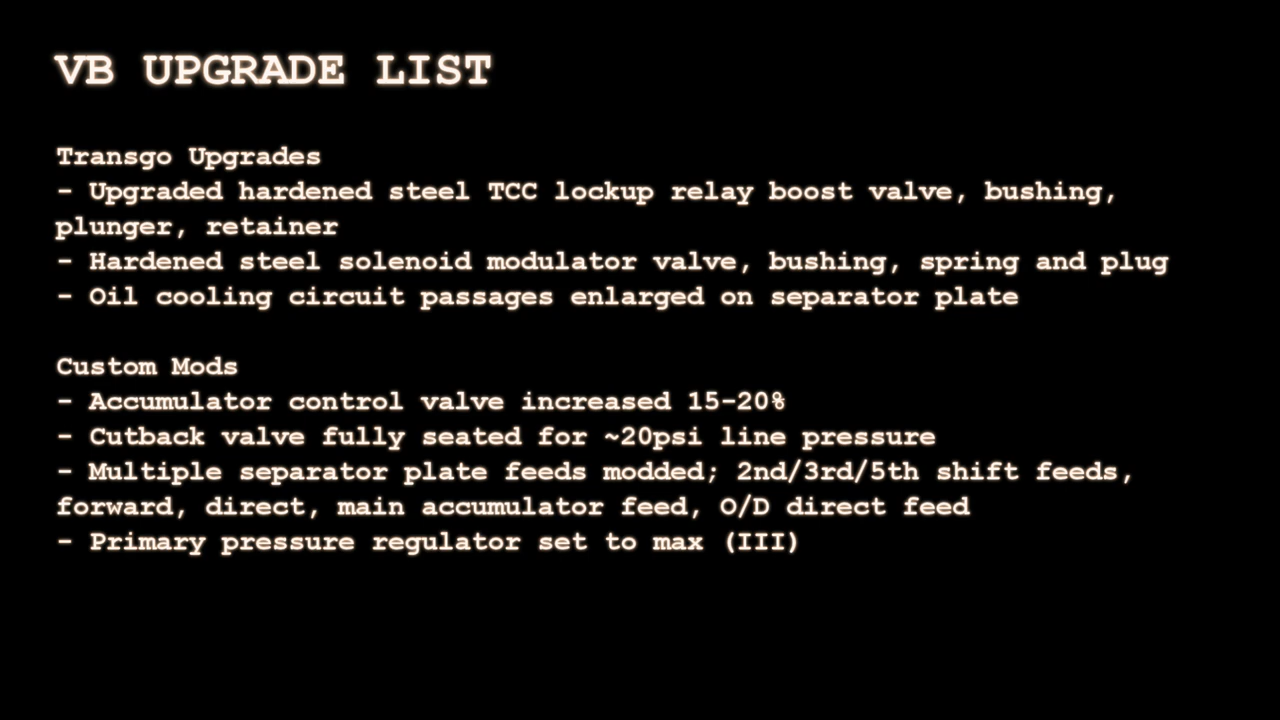 VB UPGRADE LIST
Transgo Upgrades
- Upgraded hardened steel TCC lockup relay boost valve, bushing,
plunger, retainer
- Hardened steel solenoid modulator valve, bushing, spring and plug
- Oil cooling circuit passages enlarged on separator plate
Custom Mods
- Accumulator control valve increased 15-20%
- Cutback valve fully seated for ~20psi line pressure
- Multiple separator plate feeds modded; 2nd/3rd/5th shift feeds,
forward, direct, main accumulator feed, O/D direct feed
- Primary pressure regulator set to max (III)